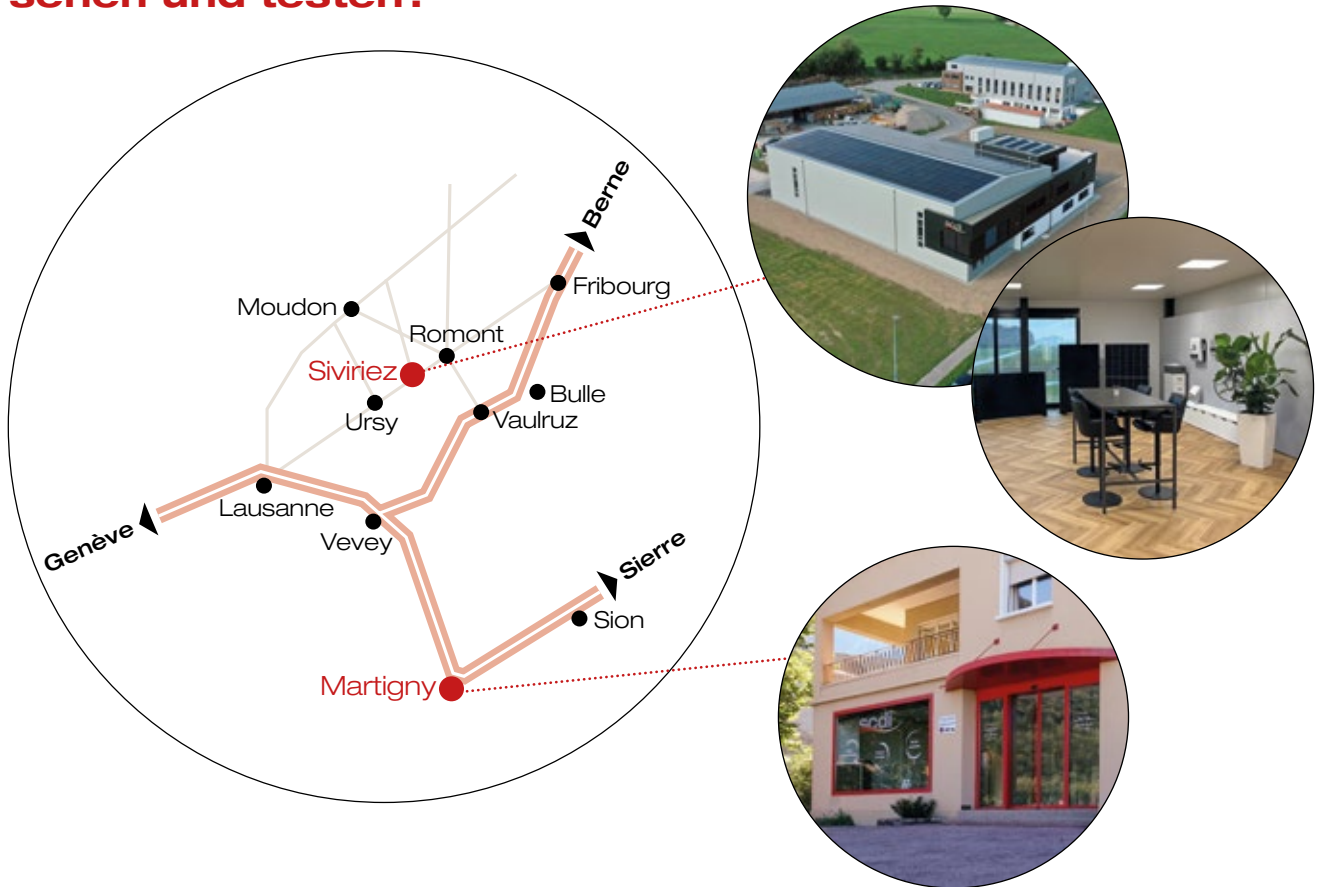 sehen und testen!
Berne
Fribourg
Moudon
Romont
Siviriez
Bulle
Ursy
Vaulruz
Lausanne
Genève
Vevey
Sierre
Sion
Martigny